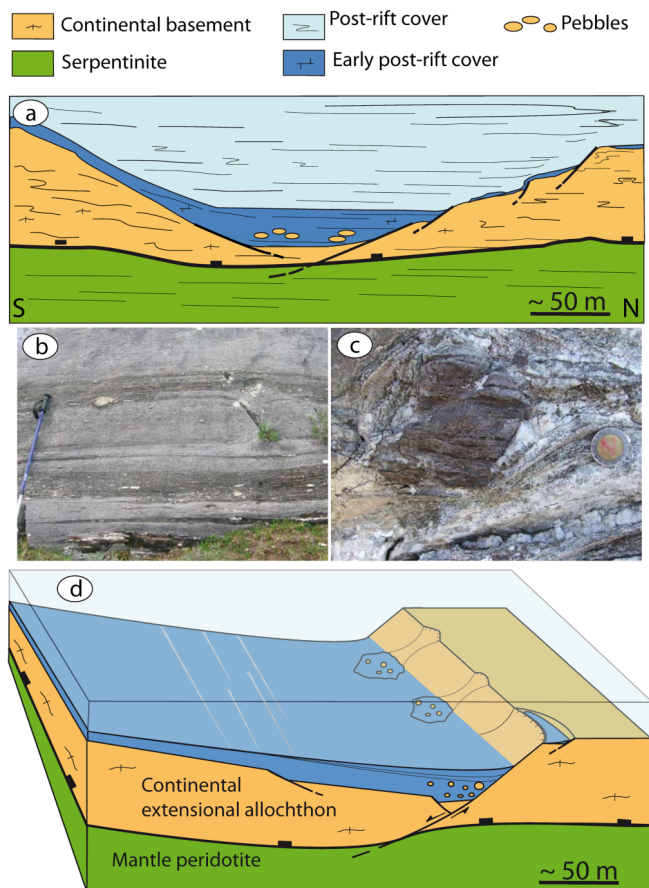 Continental basement
Post-rift cover
Pebbles
Serpentinite
Early post-rift cover
a
S
~ 50 m
N
b
c
d
Continental
extensional allochthon
Mantle peridotite
~ 50 m